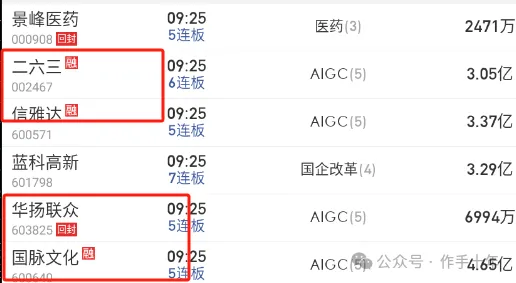 景峰医药 09:25 医药(3) 2471万
000908 回封 5连板
二六三 融 09:25 AIGC(5) 3.05亿
002467 6连板
信雅达 融 09:25 AIGC(5) 3.37亿
600571 5连板
蓝科高新 09:25 国企改革(4) 3.29亿
601798 7连板
华扬联众 09:25 AIGC(5) 6994万
603825 回封 5连板
国脉文化 融 09:25 AIGC(5) 4.65亿
600640 5连板
公众号·作手十年